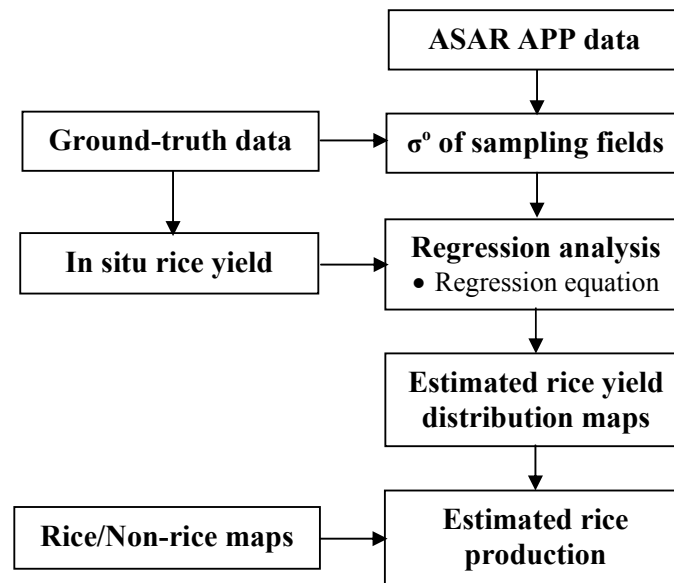 ASAR APP data
Ground-truth data
σº of sampling fields
In situ rice yield
Regression analysis
• Regression equation
Estimated rice yield
distribution maps
Rice/Non-rice maps
Estimated rice
production